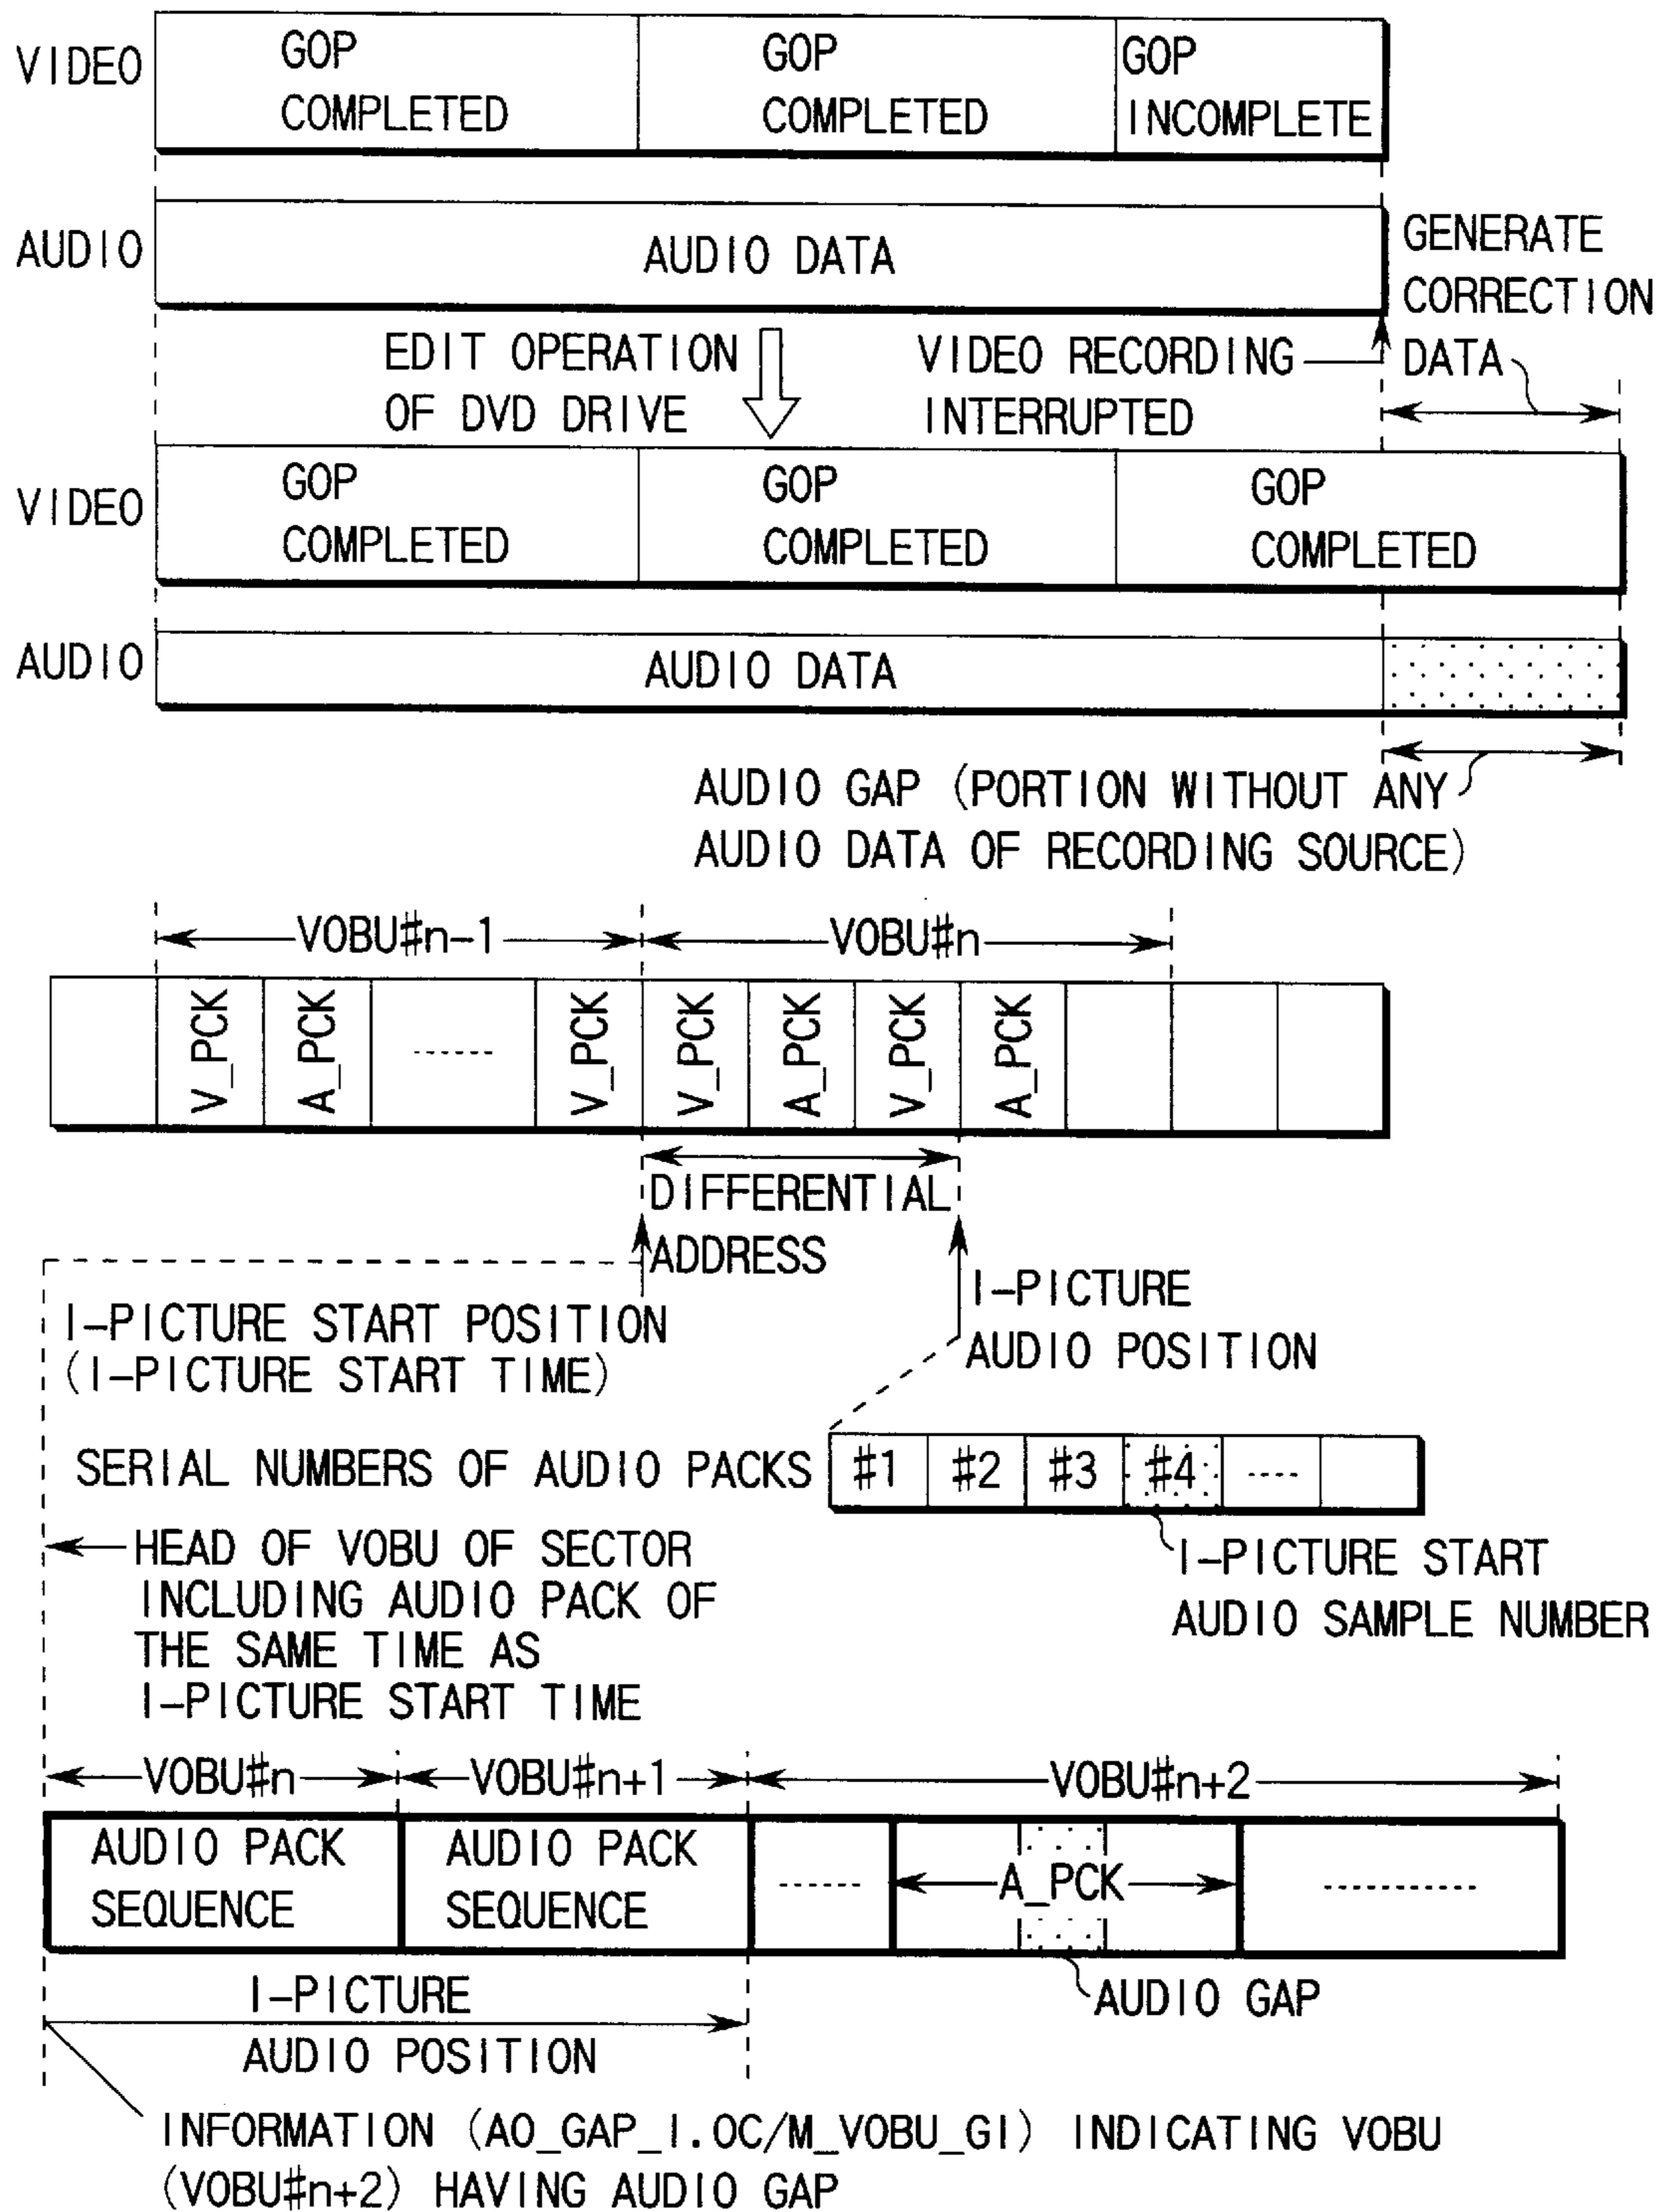 VIDEO
GOP
COMPLETED
GOP
COMPLETED
GOP
INCOMPLETE
AUDIO
AUDIO DATA
GENERATE
CORRECTION
DATA
EDIT OPERATION
OF DVD DRIVE
VIDEO RECORDING
INTERRUPTED
VIDEO
GOP
COMPLETED
GOP
COMPLETED
GOP
COMPLETED
AUDIO
AUDIO DATA
AUDIO GAP (PORTION WITHOUT ANY
AUDIO DATA OF RECORDING SOURCE)
VOBU#n-1
VOBU#n
V_PCK
A_PCK
V_PCK
V_PCK
A_PCK
V_PCK
A_PCK
DIFFERENTIAL
ADDRESS
I-PICTURE START POSITION
(I-PICTURE START TIME)
I-PICTURE
AUDIO POSITION
SERIAL NUMBERS OF AUDIO PACKS
#1
#2
#3
#4
I-PICTURE START
AUDIO SAMPLE NUMBER
HEAD OF VOBU OF SECTOR
INCLUDING AUDIO PACK OF
THE SAME TIME AS
I-PICTURE START TIME
VOBU#n
VOBU#n+1
VOBU#n+2
AUDIO PACK
SEQUENCE
AUDIO PACK
SEQUENCE
A_PCK
AUDIO GAP
I-PICTURE
AUDIO POSITION
INFORMATION (A0_GAP_I.OC/M_VOBU_GI) INDICATING VOBU
(VOBU#n+2) HAVING AUDIO GAP